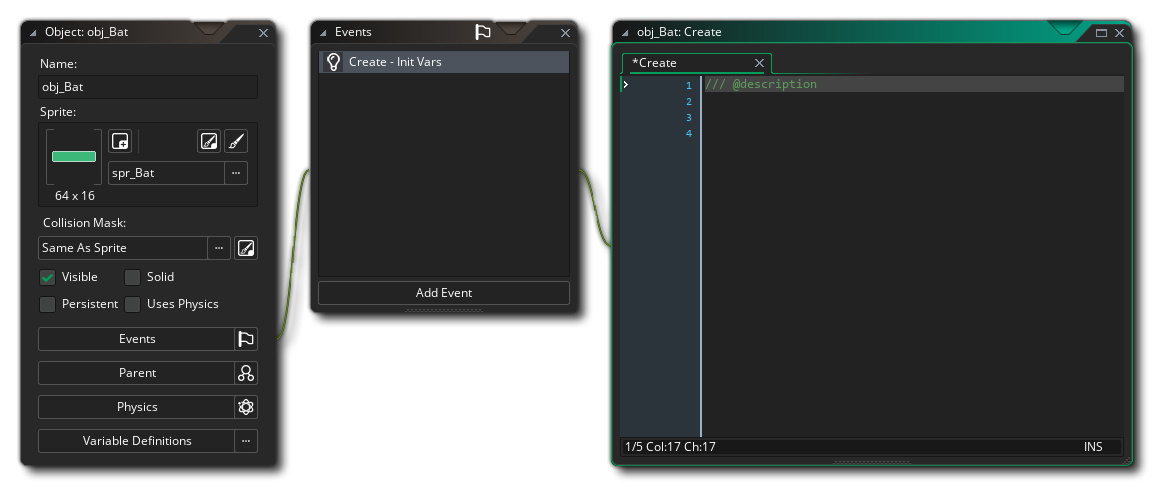 Object: obj_Bat
Name:
obj_Bat
Sprite:
spr_Bat
...
64 x 16
Collision Mask:
Same As Sprite
...
Visible
Solid
Persistent
Uses Physics
Events
Parent
Physics
Variable Definitions
...
Events
Create - Init Vars
Add Event
obj_Bat: Create
*Create
1 /// @description
2
3
4
1/5 Col:17 Ch:17
INS